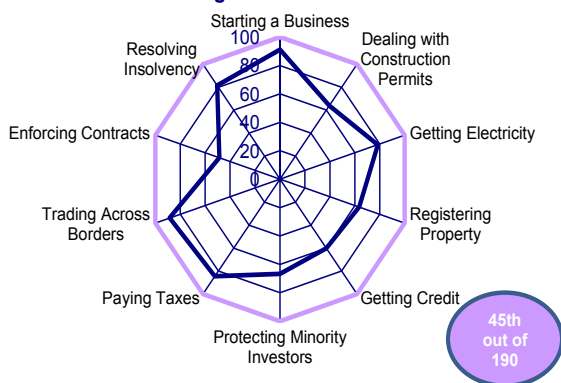 Starting a Business
100
80
60
40
20
0
Dealing with
Construction
Permits
Getting Electricity
Registering
Property
Getting Credit
Protecting Minority
Investors
Paying Taxes
Trading Across
Borders
Enforcing Contracts
Resolving
Insolvency
45th
out of
190